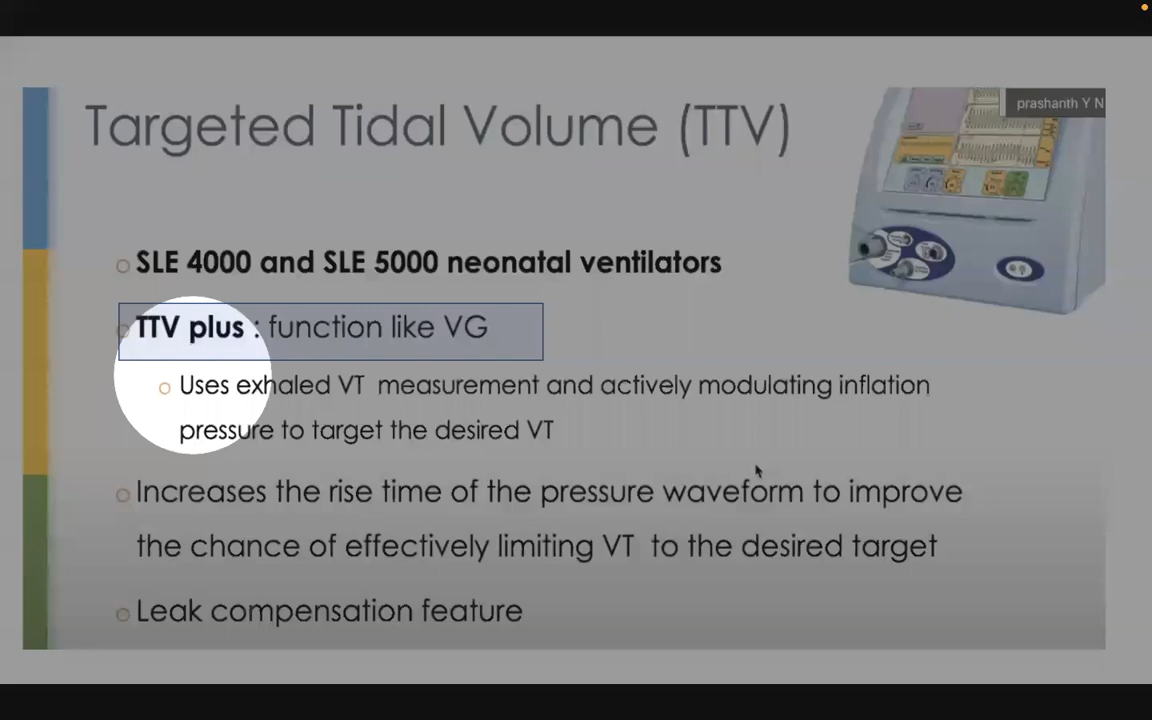 Targeted Tidal Volume (TTV)
prashanth Y N
SLE 4000 and SLE 5000 neonatal ventilators
TTV plus : function like VG
Uses exhaled VT measurement and actively modulating inflation
pressure to target the desired VT
Increases the rise time of the pressure waveform to improve
the chance of effectively limiting VT to the desired target
Leak compensation feature